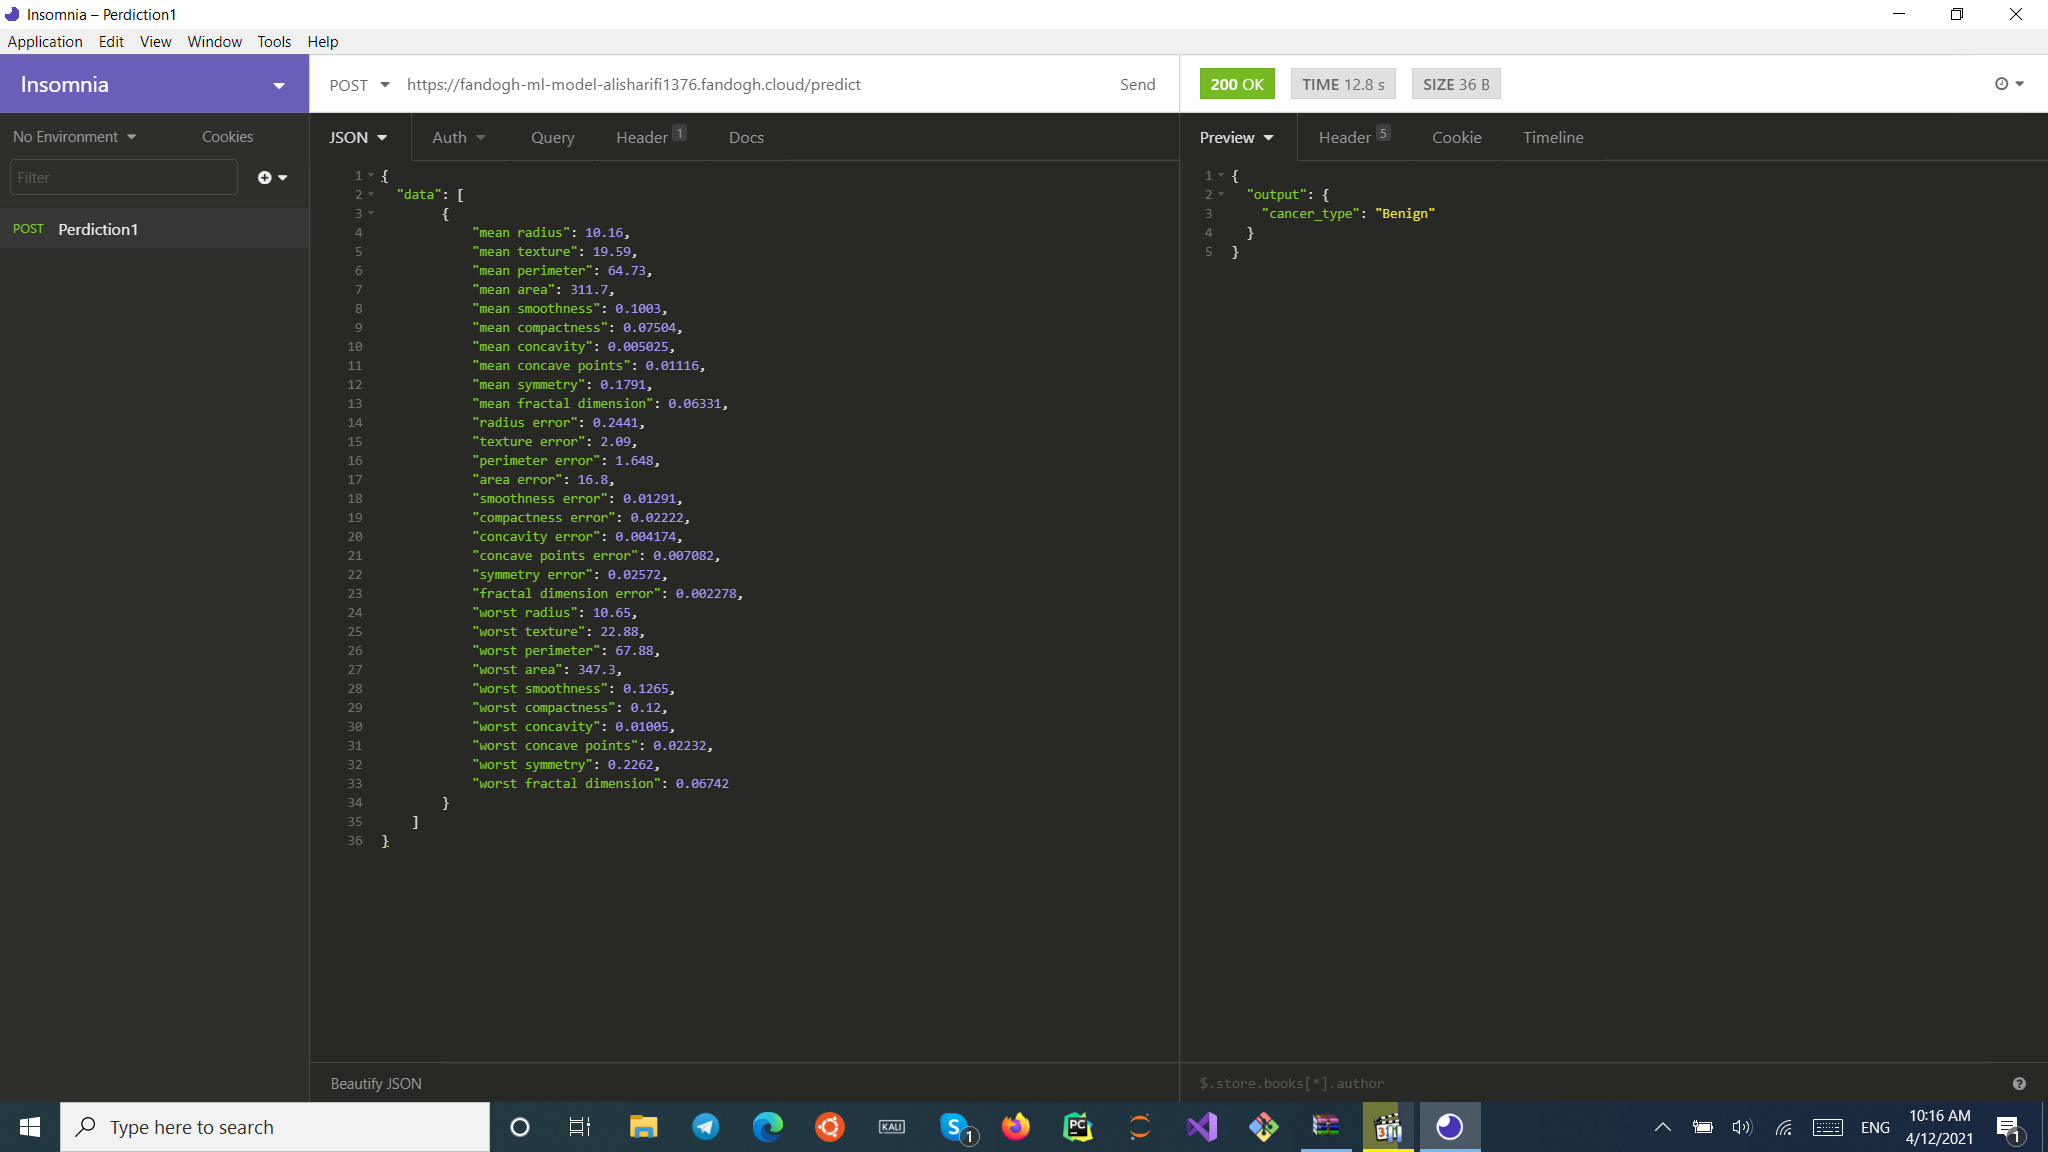 Insomnia – Perdiction1
Application Edit View Window Tools Help
Insomnia
POST https://fandogh-ml-model-alisharifi1376.fandogh.cloud/predict Send
200 OK TIME 12.8 s SIZE 36 B
No Environment Cookies
JSON Auth Query Header 1 Docs
Preview Header 5 Cookie Timeline
Filter
POST Perdiction1
1 {
2 "data": [
3 {
4 "mean radius": 10.16,
5 "mean texture": 19.59,
6 "mean perimeter": 64.73,
7 "mean area": 311.7,
8 "mean smoothness": 0.1003,
9 "mean compactness": 0.07504,
10 "mean concavity": 0.005025,
11 "mean concave points": 0.01116,
12 "mean symmetry": 0.1791,
13 "mean fractal dimension": 0.06331,
14 "radius error": 0.2441,
15 "texture error": 2.09,
16 "perimeter error": 1.648,
17 "area error": 16.8,
18 "smoothness error": 0.01291,
19 "compactness error": 0.02222,
20 "concavity error": 0.004174,
21 "concave points error": 0.007082,
22 "symmetry error": 0.02572,
23 "fractal dimension error": 0.002278,
24 "worst radius": 10.65,
25 "worst texture": 22.88,
26 "worst perimeter": 67.88,
27 "worst area": 347.3,
28 "worst smoothness": 0.1265,
29 "worst compactness": 0.12,
30 "worst concavity": 0.01005,
31 "worst concave points": 0.02232,
32 "worst symmetry": 0.2262,
33 "worst fractal dimension": 0.06742
34 }
35 ]
36 }
1 {
2 "output": {
3 "cancer_type": "Benign"
4 }
5 }
Beautify JSON
$.store.books[*].author
Type here to search
KALI
S 1
PC
ENG
10:16 AM
4/12/2021
1